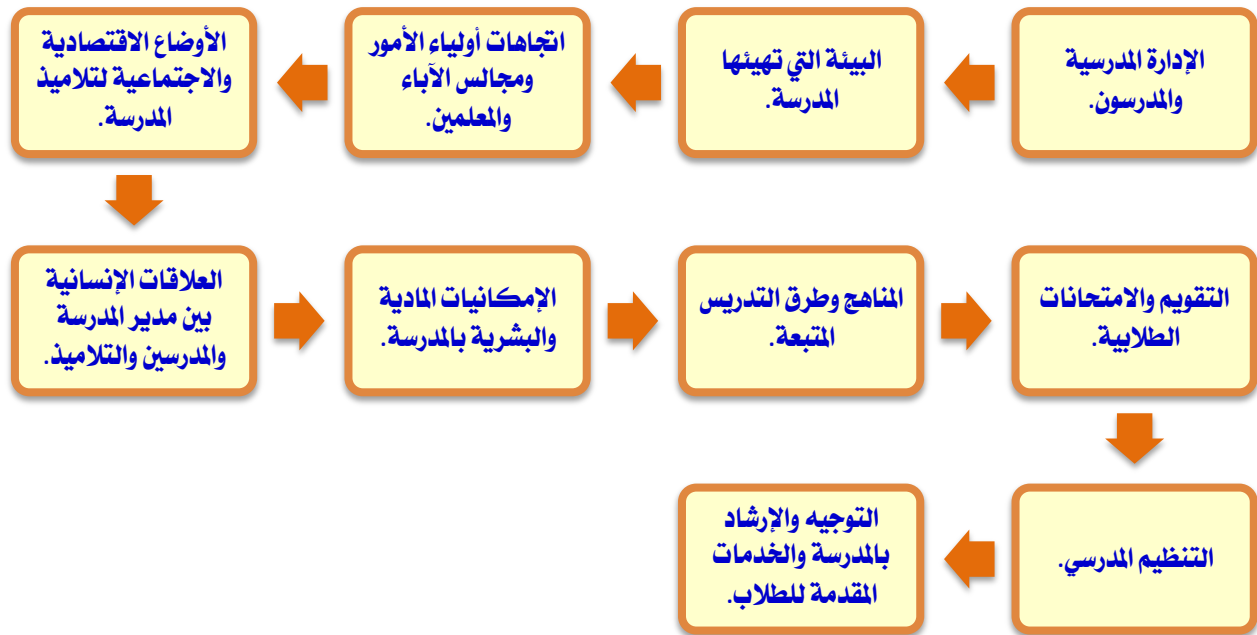 الإدارة المدرسية
والمدرسون.
البيئة التي تهيئها
المدرسة.
اتجاهات أولياء الأمور
ومجالس الآباء
والمعلمين.
الأوضاع الاقتصادية
والاجتماعية لتلاميذ
المدرسة.
العلاقات الإنسانية
بين مدير المدرسة
والمدرسين والتلاميذ.
الإمكانيات المادية
والبشرية بالمدرسة.
المناهج وطرق التدريس
المتبعة.
التقويم والامتحانات
الطلابية.
التنظيم المدرسي.
التوجيه والإرشاد
بالمدرسة والخدمات
المقدمة للطلاب.